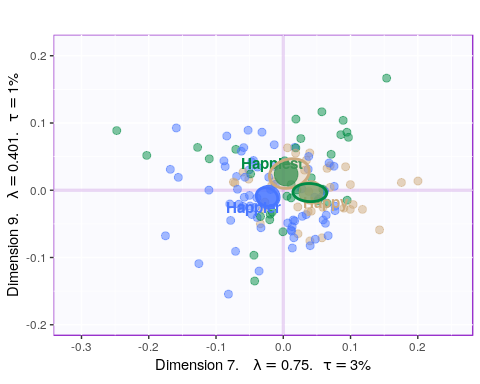 0.2
0.1
0.0
-0.1
-0.2
Happiest
Happier
-0.3
-0.2
-0.1
0.0
0.1
0.2
Dimension 7. λ = 0.75. τ = 3%
Dimension 9. λ = 0.401. τ = 1%